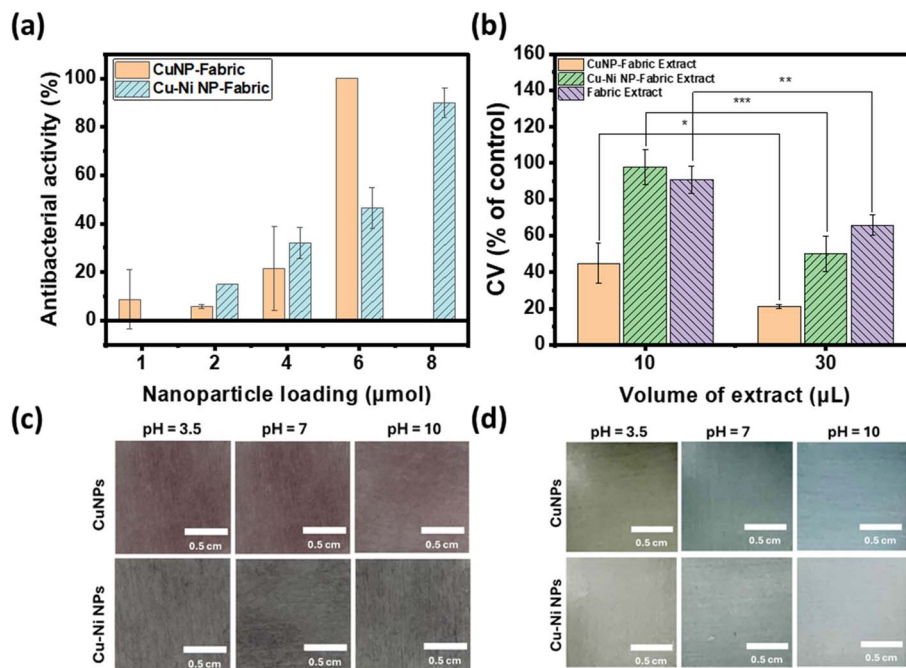 (a)
Antibacterial activity (%)
100
80
60
40
20
0
CuNP-Fabric
Cu-Ni NP-Fabric
1 2 4 6 8
Nanoparticle loading (μmol)
(b)
CV (% of control)
160
140
120
100
80
60
40
20
0
CuNP-Fabric Extract
Cu-Ni NP-Fabric Extract
Fabric Extract
**
***
*
10 30
Volume of extract (μL)
(c)
pH = 3.5 pH = 7 pH = 10
CuNPs
0.5 cm 0.5 cm 0.5 cm
Cu-Ni NPs
0.5 cm 0.5 cm 0.5 cm
(d)
pH = 3.5 pH = 7 pH = 10
CuNPs
0.5 cm 0.5 cm 0.5 cm
Cu-Ni NPs
0.5 cm 0.5 cm 0.5 cm